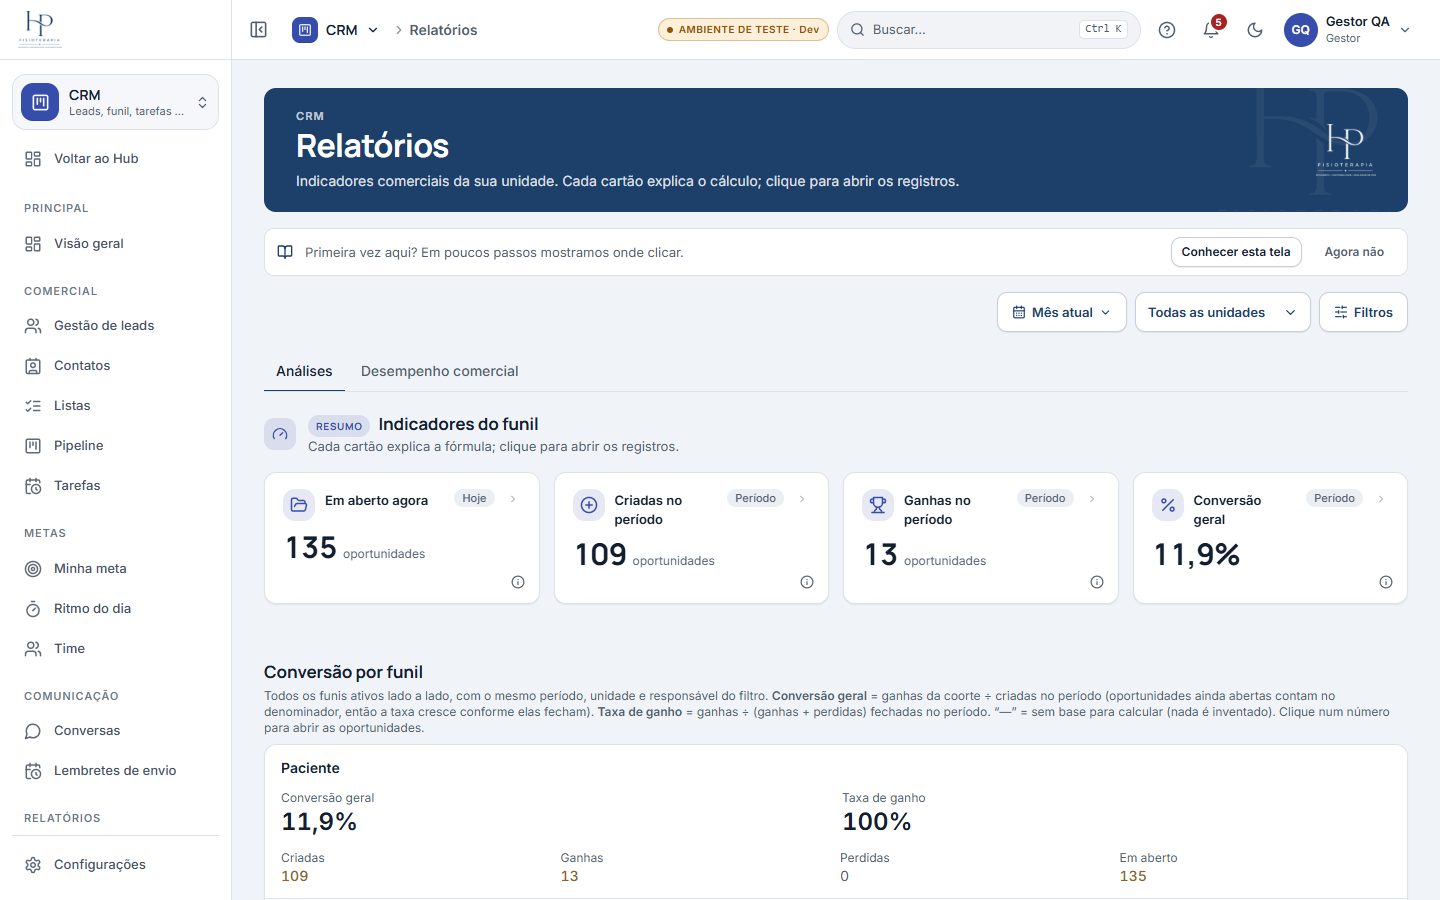 HP
FISIOTERAPIA
CRM
Relatórios
AMBIENTE DE TESTE · Dev
Buscar...
Ctrl K
5
GQ
Gestor QA
Gestor
CRM
Leads, funil, tarefas ...
Voltar ao Hub
PRINCIPAL
Visão geral
COMERCIAL
Gestão de leads
Contatos
Listas
Pipeline
Tarefas
METAS
Minha meta
Ritmo do dia
Time
COMUNICAÇÃO
Conversas
Lembretes de envio
RELATÓRIOS
Configurações
CRM
Relatórios
Indicadores comerciais da sua unidade. Cada cartão explica o cálculo; clique para abrir os registros.
HP
FISIOTERAPIA
Primeira vez aqui? Em poucos passos mostramos onde clicar.
Conhecer esta tela
Agora não
Mês atual
Todas as unidades
Filtros
Análises
Desempenho comercial
RESUMO
Indicadores do funil
Cada cartão explica a fórmula; clique para abrir os registros.
Em aberto agora
Hoje
135 oportunidades
Criadas no
período
Período
109 oportunidades
Ganhas no
período
Período
13 oportunidades
Conversão
geral
Período
11,9%
Conversão por funil
Todos os funis ativos lado a lado, com o mesmo período, unidade e responsável do filtro. Conversão geral = ganhas da coorte ÷ criadas no período (oportunidades ainda abertas contam no
denominador, então a taxa cresce conforme elas fecham). Taxa de ganho = ganhas ÷ (ganhas + perdidas) fechadas no período. “—” = sem base para calcular (nada é inventado). Clique num número
para abrir as oportunidades.
Paciente
Conversão geral
11,9%
Taxa de ganho
100%
Criadas
109
Ganhas
13
Perdidas
0
Em aberto
135